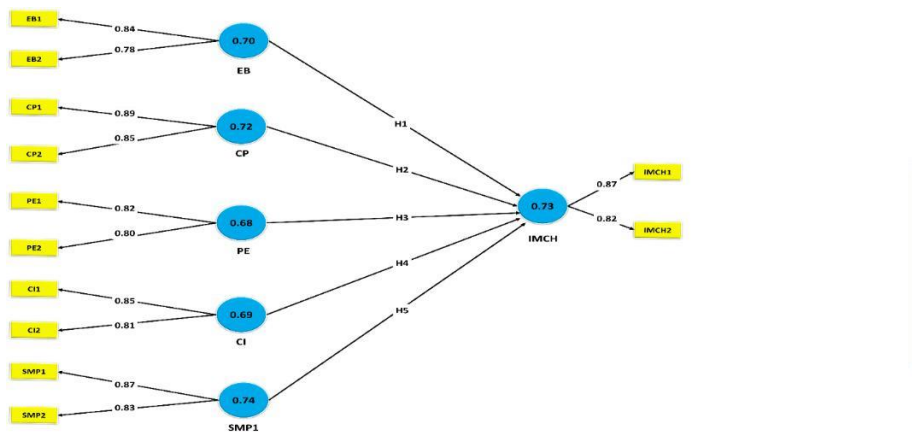 EB1
0.84
0.78
EB2
0.70
EB
CP1
0.89
0.85
CP2
0.72
CP
PE1
0.82
0.80
PE2
0.68
PE
CI1
0.85
0.81
CI2
0.69
CI
SMP1
0.87
0.83
SMP2
0.74
SMP1
H1
H2
H3
H4
H5
0.73
IMCH
0.87
0.82
IMCH1
IMCH2